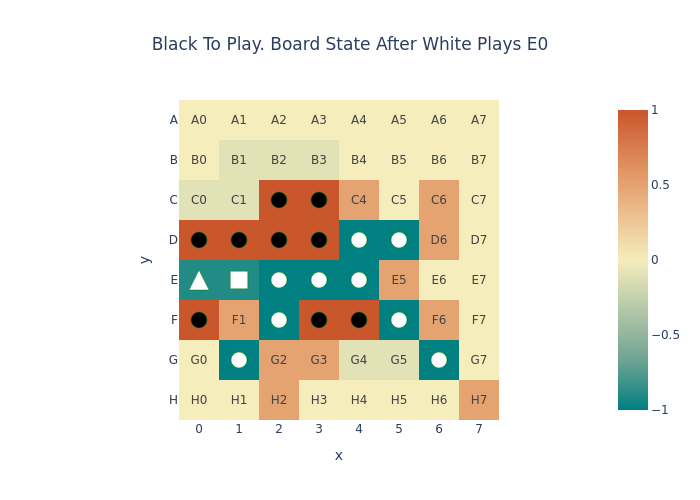 Black To Play. Board State After White Plays E0
A A0 A1 A2 A3 A4 A5 A6 A7
B B0 B1 B2 B3 B4 B5 B6 B7
C C0 C1 C4 C5 C6 C7
D D6 D7
E E5 E6 E7
F F1 F6 F7
G G0 G2 G3 G4 G5 G7
H H0 H1 H2 H3 H4 H5 H6 H7
0 1 2 3 4 5 6 7
x
y
1
0.5
0
−0.5
−1